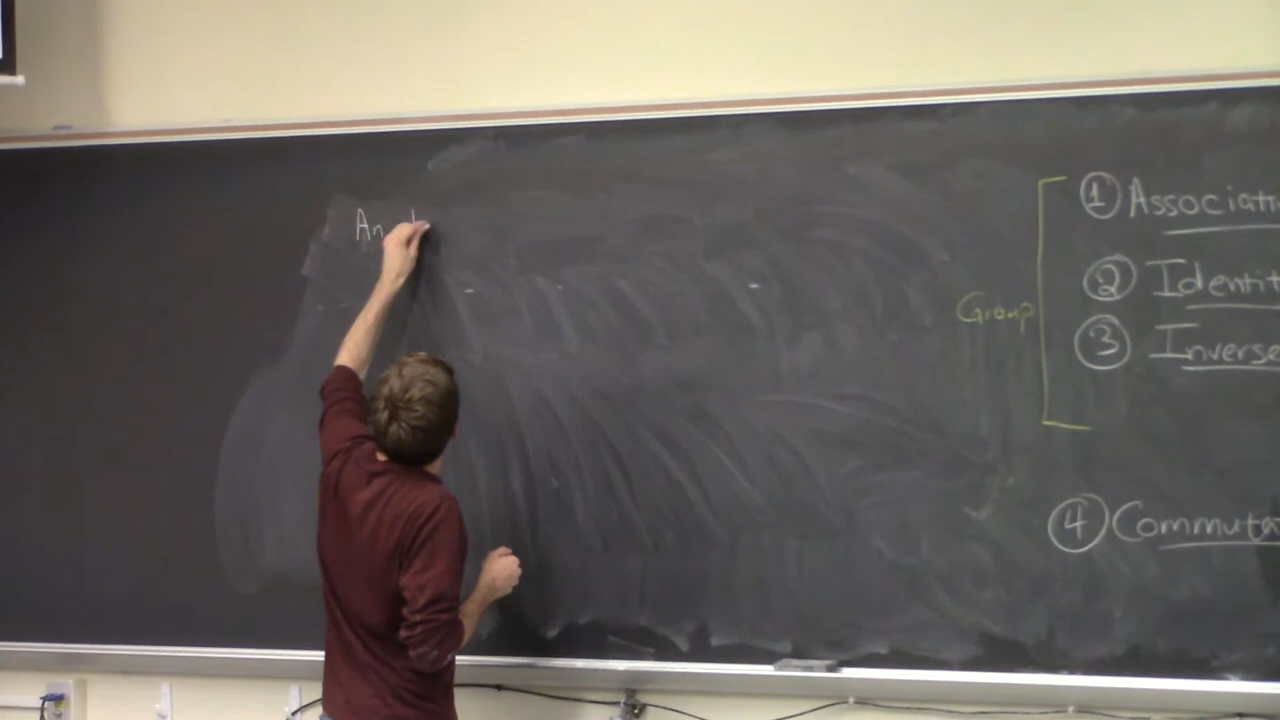 An
Group
① Associati
② Identit
③ Inverse
④ Commuta